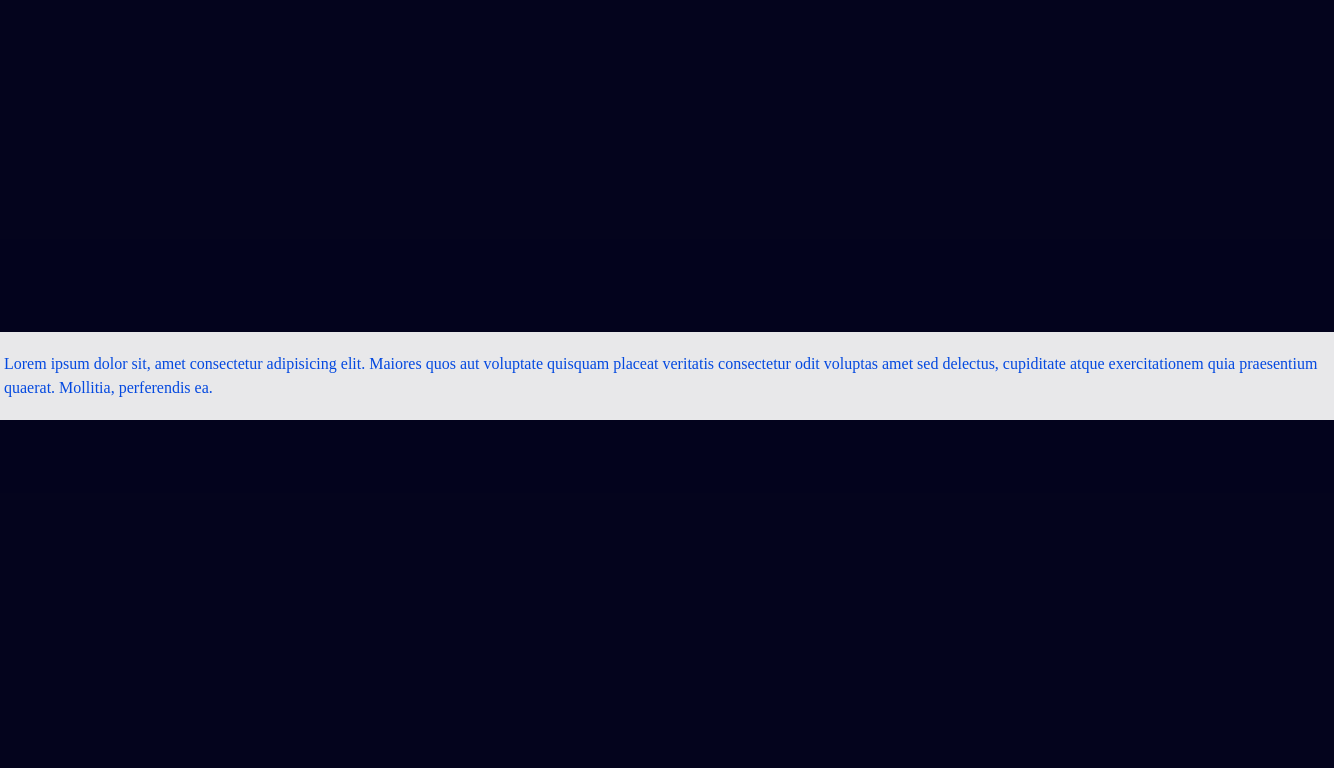 Lorem ipsum dolor sit, amet consectetur adipisicing elit. Maiores quos aut voluptate quisquam placeat veritatis consectetur odit voluptas amet sed delectus, cupiditate atque exercitationem quia praesentium
quaerat. Mollitia, perferendis ea.